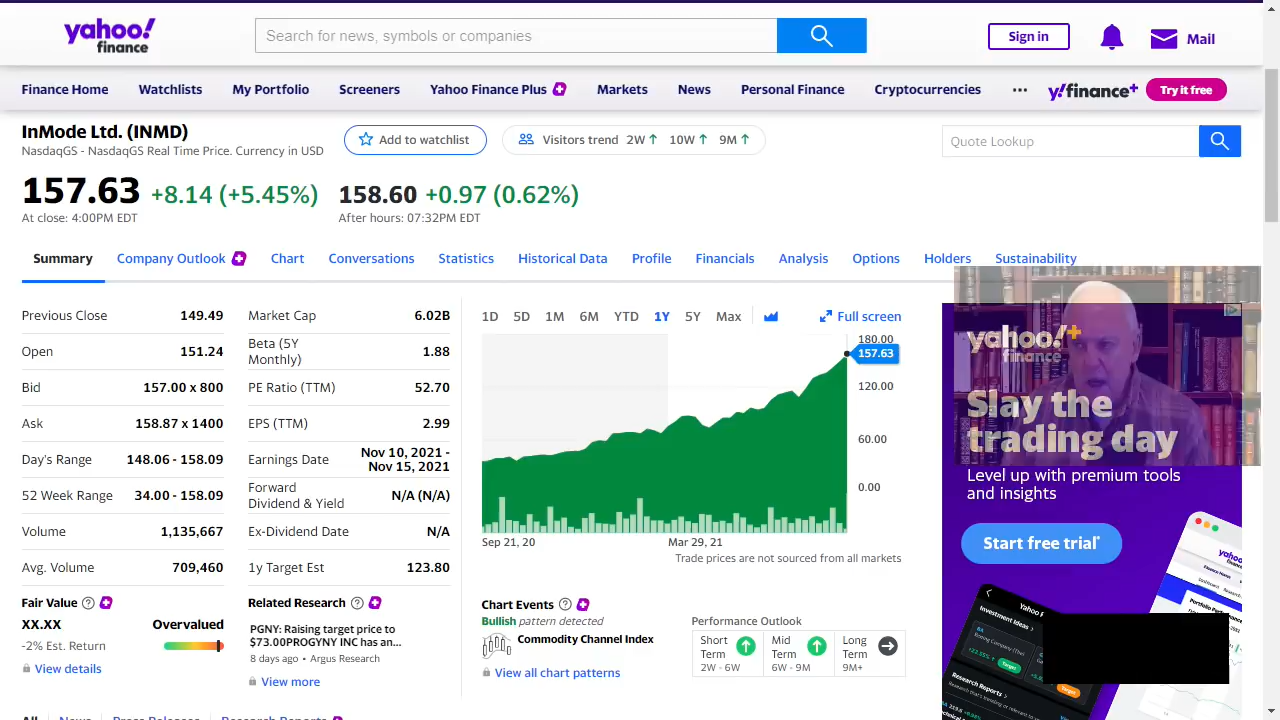 yahoo!
finance
Search for news, symbols or companies
Sign in
Mail
Finance Home Watchlists My Portfolio Screeners Yahoo Finance Plus Markets News Personal Finance Cryptocurrencies ... y!finance+ Try it free
InMode Ltd. (INMD)
NasdaqGS - NasdaqGS Real Time Price. Currency in USD
Add to watchlist
Visitors trend 2W↑ 10W↑ 9M↑
Quote Lookup
157.63 +8.14 (+5.45%)
At close: 4:00PM EDT
158.60 +0.97 (0.62%)
After hours: 07:32PM EDT
Summary Company Outlook Chart Conversations Statistics Historical Data Profile Financials Analysis Options Holders Sustainability
Previous Close 149.49
Open 151.24
Bid 157.00 x 800
Ask 158.87 x 1400
Day's Range 148.06 - 158.09
52 Week Range 34.00 - 158.09
Volume 1,135,667
Avg. Volume 709,460
Market Cap 6.02B
Beta (5Y
Monthly) 1.88
PE Ratio (TTM) 52.70
EPS (TTM) 2.99
Earnings Date Nov 10, 2021 -
Nov 15, 2021
Forward
Dividend & Yield N/A (N/A)
Ex-Dividend Date N/A
1y Target Est 123.80
Fair Value
XX.XX Overvalued
-2% Est. Return
View details
Related Research
PGNY: Raising target price to
$73.00PROGYNY INC has an...
8 days ago • Argus Research
View more
1D 5D 1M 6M YTD 1Y 5Y Max Full screen
180.00
157.63
120.00
60.00
0.00
Sep 21, 20 Mar 29, 21
Trade prices are not sourced from all markets
Chart Events
Bullish pattern detected
Commodity Channel Index
View all chart patterns
Performance Outlook
Short
Term
2W - 6W
Mid
Term
6W - 9M
Long
Term
9M+
yahoo!+
finance
Slay the
trading day
Level up with premium tools
and insights
Start free trial*
Investment Ideas
Research Reports
Target
Target
All News Press Releases Research Reports